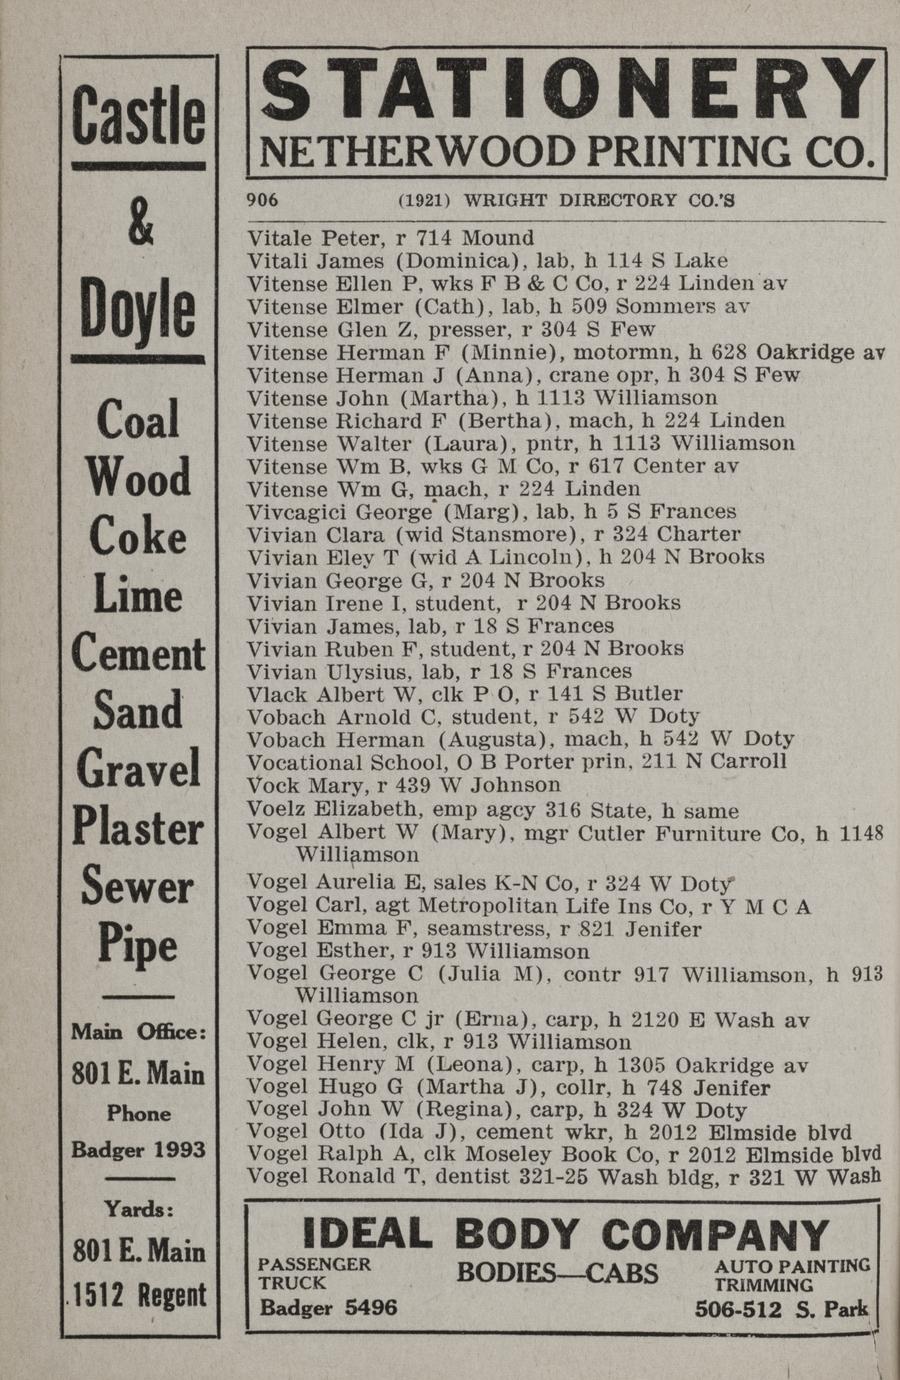 Castle
&
Doyle
Coal
Wood
Coke
Lime
Cement
Sand
Gravel
Plaster
Sewer
Pipe
Main Office:
801 E. Main
Phone
Badger 1993
Yards:
801 E. Main
1512 Regent
STATIONERY
NETHERWOOD PRINTING CO.
906 (1921) WRIGHT DIRECTORY CO.'S
Vitale Peter, r 714 Mound
Vitali James (Dominica), lab, h 114 S Lake
Vitense Ellen P, wks F B & C Co, r 224 Linden av
Vitense Elmer (Cath), lab, h 509 Sommers av
Vitense Glen Z, presser, r 304 S Few
Vitense Herman F (Minnie), motormn, h 628 Oakridge av
Vitense Herman J (Anna), crane opr, h 304 S Few
Vitense John (Martha), h 1113 Williamson
Vitense Richard F (Bertha), mach, h 224 Linden
Vitense Walter (Laura), pntr, h 1113 Williamson
Vitense Wm B, wks G M Co, r 617 Center av
Vitense Wm G, mach, r 224 Linden
Vivcagici George (Marg), lab, h 5 S Frances
Vivian Clara (wid Stansmore), r 324 Charter
Vivian Eley T (wid A Lincoln), h 204 N Brooks
Vivian George G, r 204 N Brooks
Vivian Irene I, student, r 204 N Brooks
Vivian James, lab, r 18 S Frances
Vivian Ruben F, student, r 204 N Brooks
Vivian Ulysius, lab, r 18 S Frances
Vlack Albert W, clk P O, r 141 S Butler
Vobach Arnold C, student, r 542 W Doty
Vobach Herman (Augusta), mach, h 542 W Doty
Vocational School, O B Porter prin, 211 N Carroll
Vock Mary, r 439 W Johnson
Voelz Elizabeth, emp agcy 316 State, h same
Vogel Albert W (Mary), mgr Cutler Furniture Co, h 1148
Williamson
Vogel Aurelia E, sales K-N Co, r 324 W Doty
Vogel Carl, agt Metropolitan Life Ins Co, r Y M C A
Vogel Emma F, seamstress, r 821 Jenifer
Vogel Esther, r 913 Williamson
Vogel George C (Julia M), contr 917 Williamson, h 913
Williamson
Vogel George C jr (Erna), carp, h 2120 E Wash av
Vogel Helen, clk, r 913 Williamson
Vogel Henry M (Leona), carp, h 1305 Oakridge av
Vogel Hugo G (Martha J), collr, h 748 Jenifer
Vogel John W (Regina), carp, h 324 W Doty
Vogel Otto (Ida J), cement wkr, h 2012 Elmside blvd
Vogel Ralph A, clk Moseley Book Co, r 2012 Elmside blvd
Vogel Ronald T, dentist 321-25 Wash bldg, r 321 W Wash
IDEAL BODY COMPANY
PASSENGER
TRUCK
Badger 5496
BODIES—CABS
AUTO PAINTING
TRIMMING
506-512 S. Park